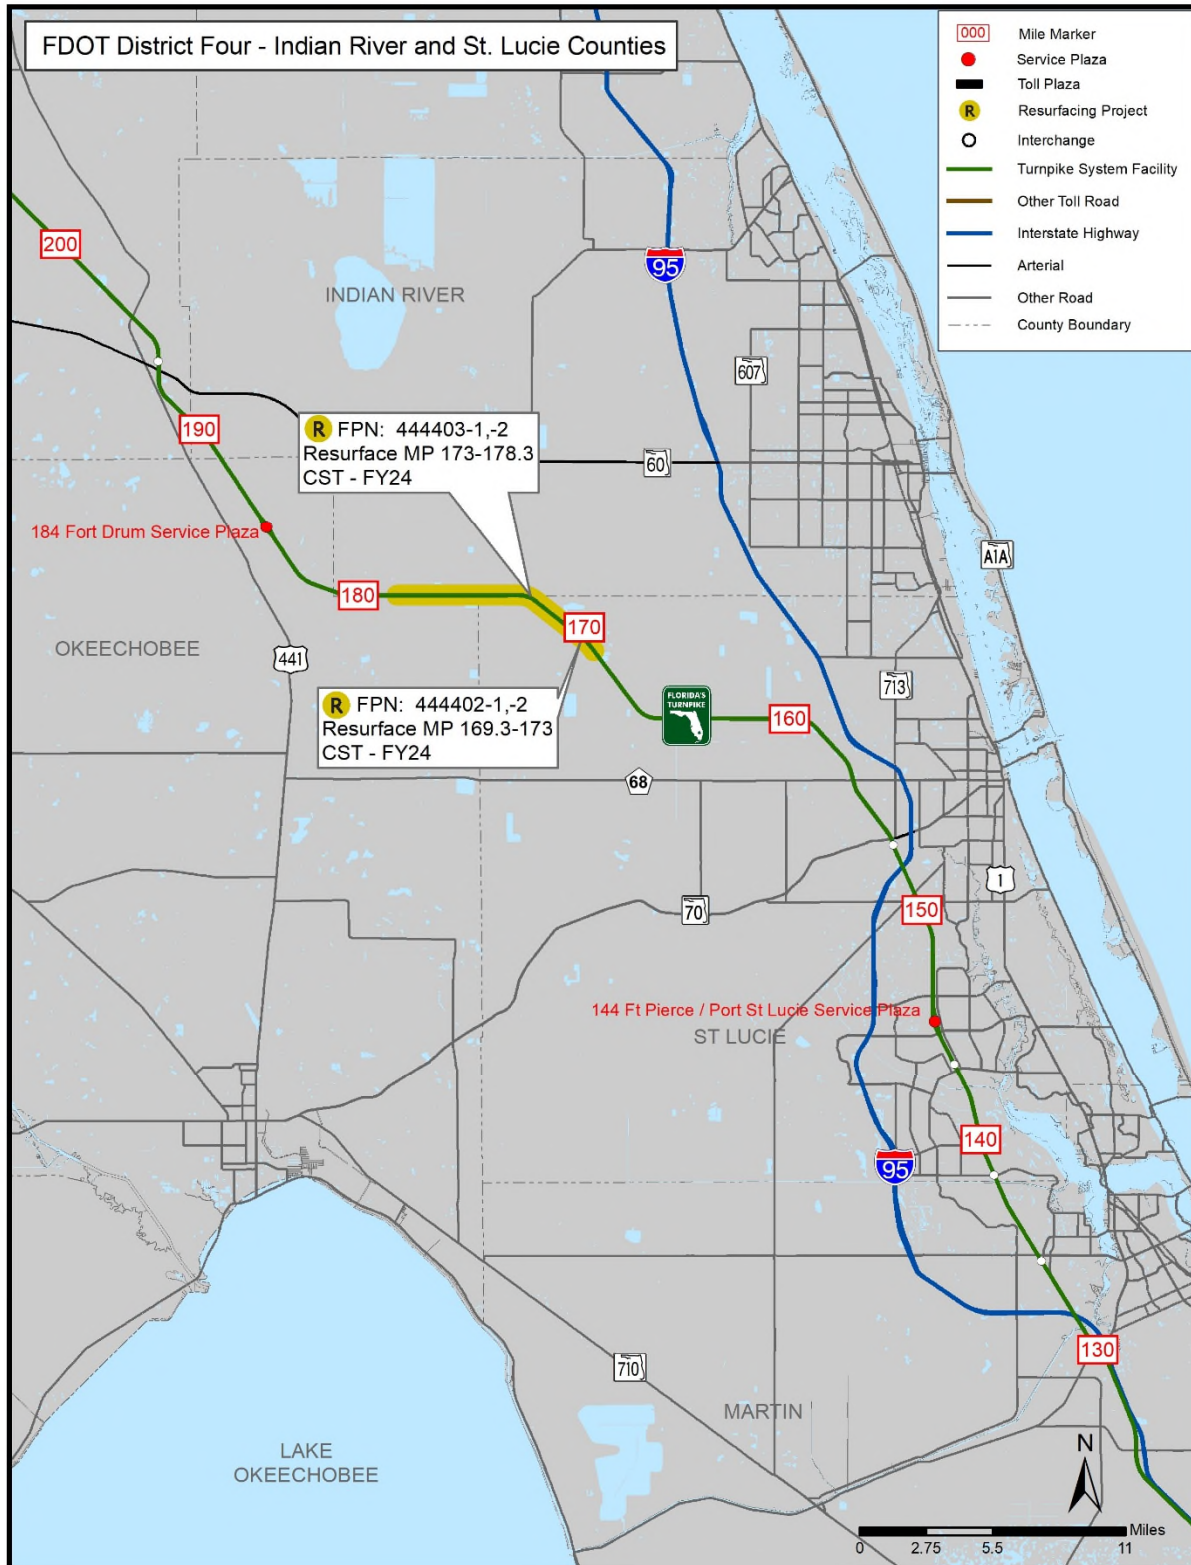 FDOT District Four - Indian River and St. Lucie Counties
000 Mile Marker
Service Plaza
Toll Plaza
R Resurfacing Project
Interchange
Turnpike System Facility
Other Toll Road
Interstate Highway
Arterial
Other Road
County Boundary
200
95
INDIAN RIVER
607
190
R FPN: 444403-1,-2
Resurface MP 173-178.3
CST - FY24
60
184 Fort Drum Service Plaza
A1A
180
170
OKEECHOBEE
441
713
R FPN: 444402-1,-2
Resurface MP 169.3-173
CST - FY24
FLORIDA'S
TURNPIKE
160
68
1
70
150
144 Ft Pierce / Port St Lucie Service Plaza
ST LUCIE
140
95
130
710
MARTIN
LAKE
OKEECHOBEE
N
Miles
0 2.75 5.5 11